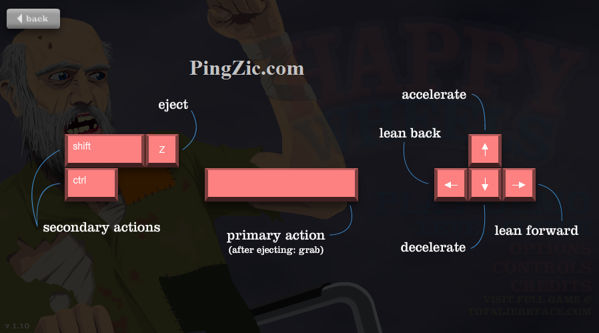 back
PingZic.com
HAPPY
accelerate
eject
lean back
shift
Z
ctrl
secondary actions
primary action
(after ejecting: grab)
lean forward
decelerate
OPTIONS
CONTROLS
CREDITS
VISIT FULL GAME @
TOTALJERKFACE.COM
v 1.10